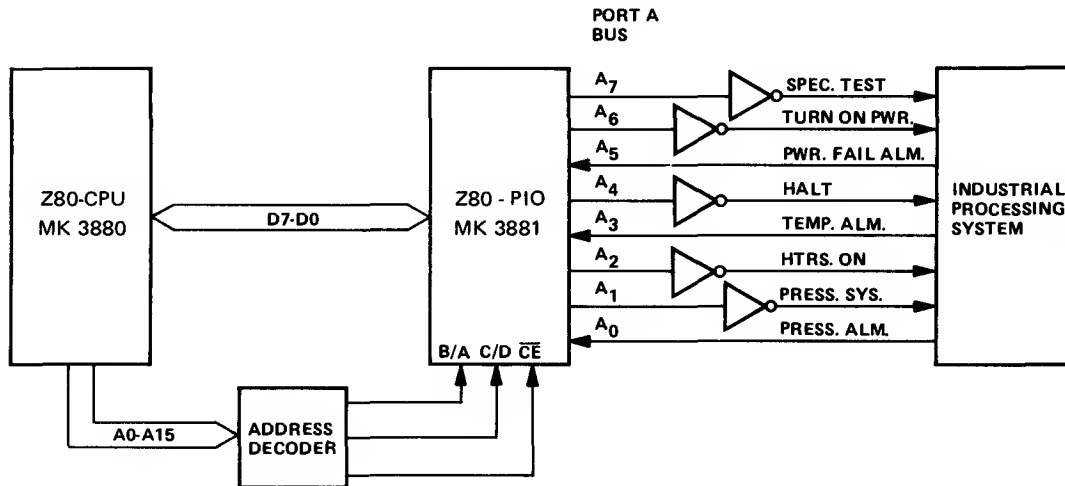 PORT A
BUS
Z80-CPU
MK 3880
D7-D0
Z80 - PIO
MK 3881
B/A C/D C̅E̅
A0-A15
ADDRESS
DECODER
A7 SPEC. TEST
A6 TURN ON PWR.
A5 PWR. FAIL ALM.
A4 HALT
A3 TEMP. ALM.
A2 HTRS. ON
A1 PRESS. SYS.
A0 PRESS. ALM.
INDUSTRIAL
PROCESSING
SYSTEM